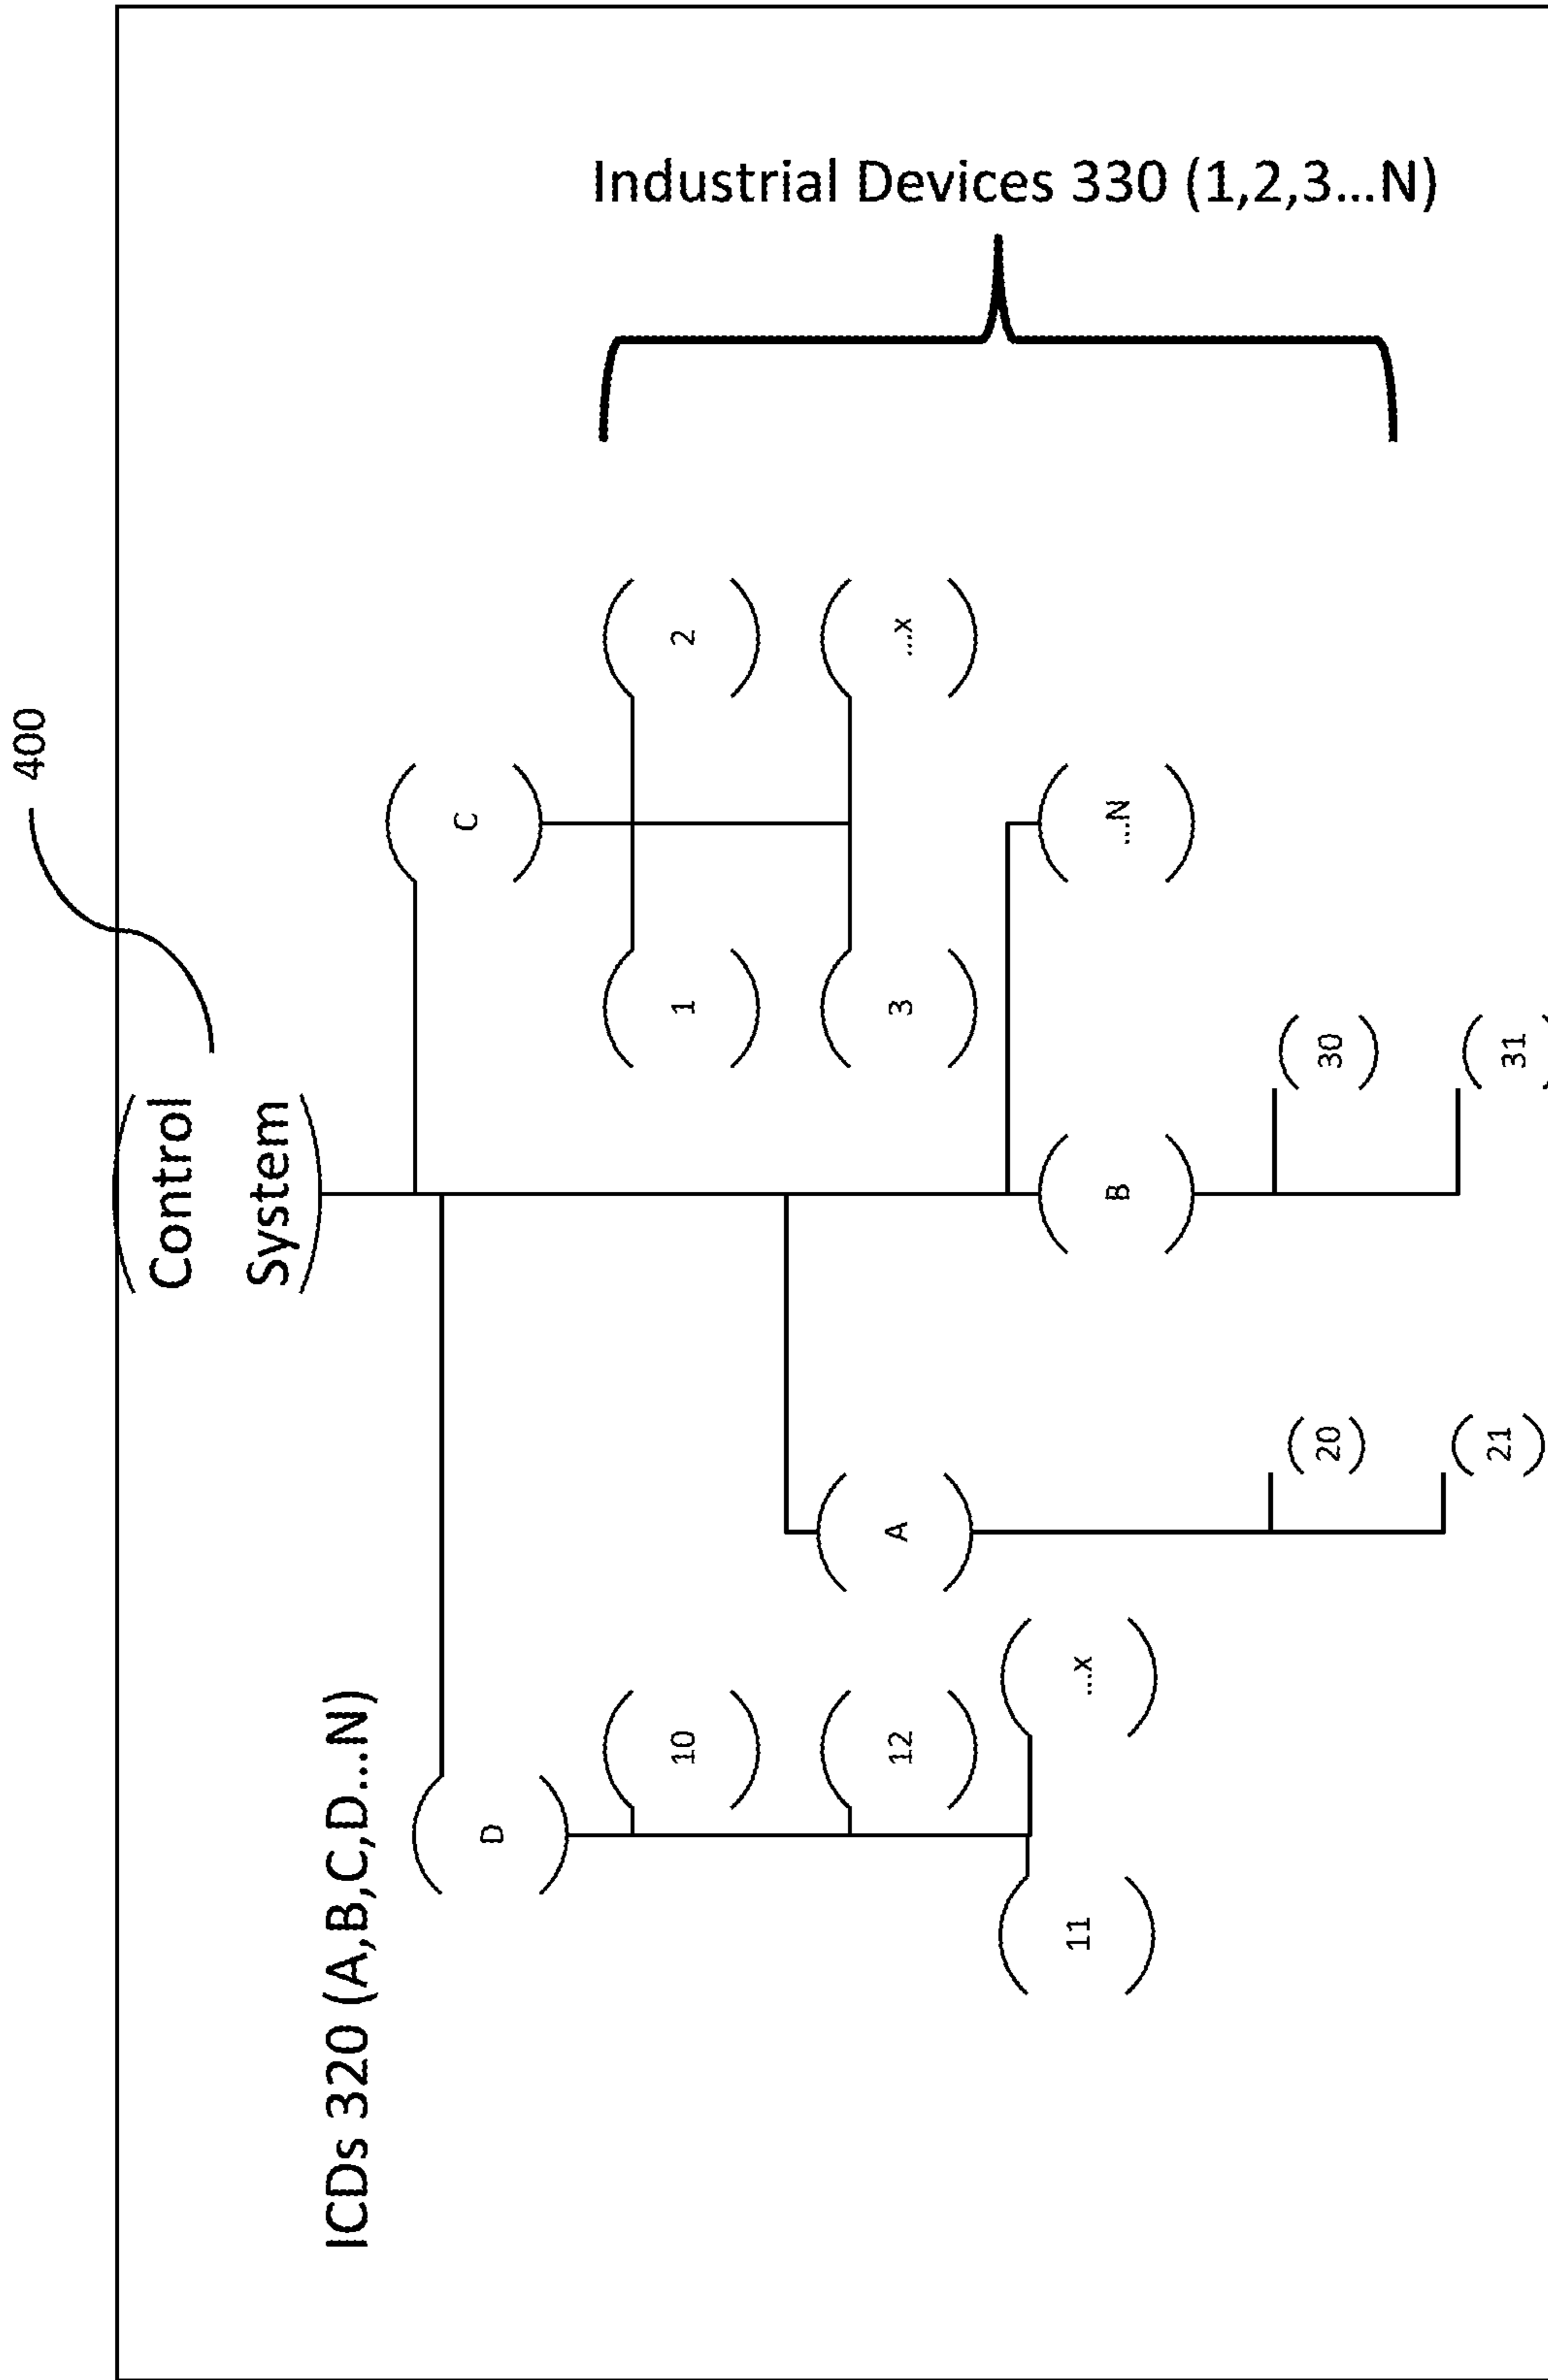 400
Control
System
ICDs 320 (A,B,C,D...N)
Industrial Devices 330 (1,2,3...N)
D
C
10
1
2
12
3
...x
A
11
...x
B
...N
20
30
21
31